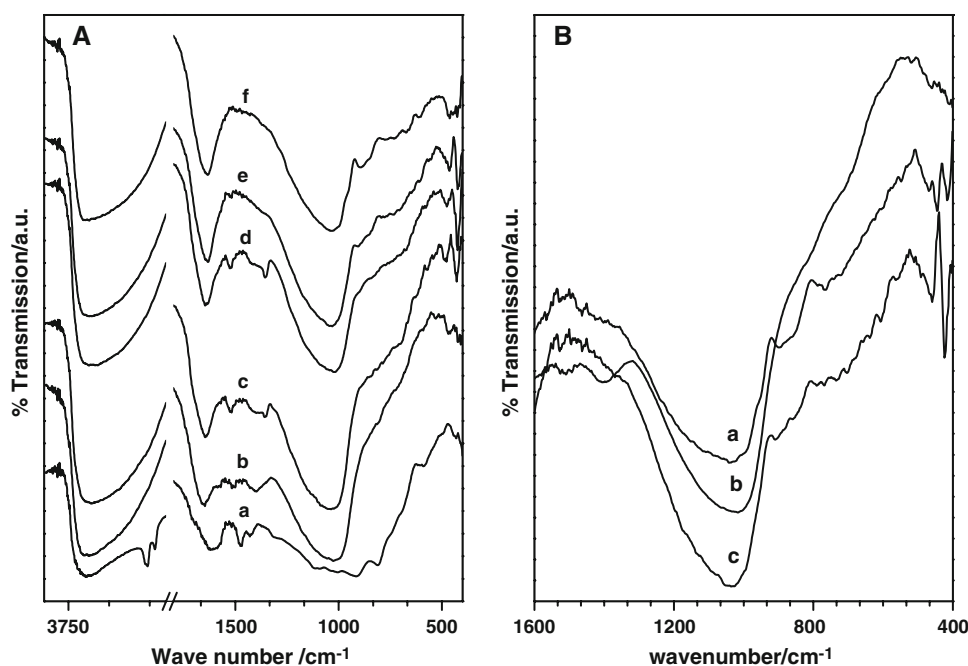 A
B
f
e
d
c
b
a
a
b
c
% Transmission/a.u.
% Transmission/a.u.
3750 1500 1000 500
1600 1200 800 400
Wave number /cm-1
wavenumber/cm-1